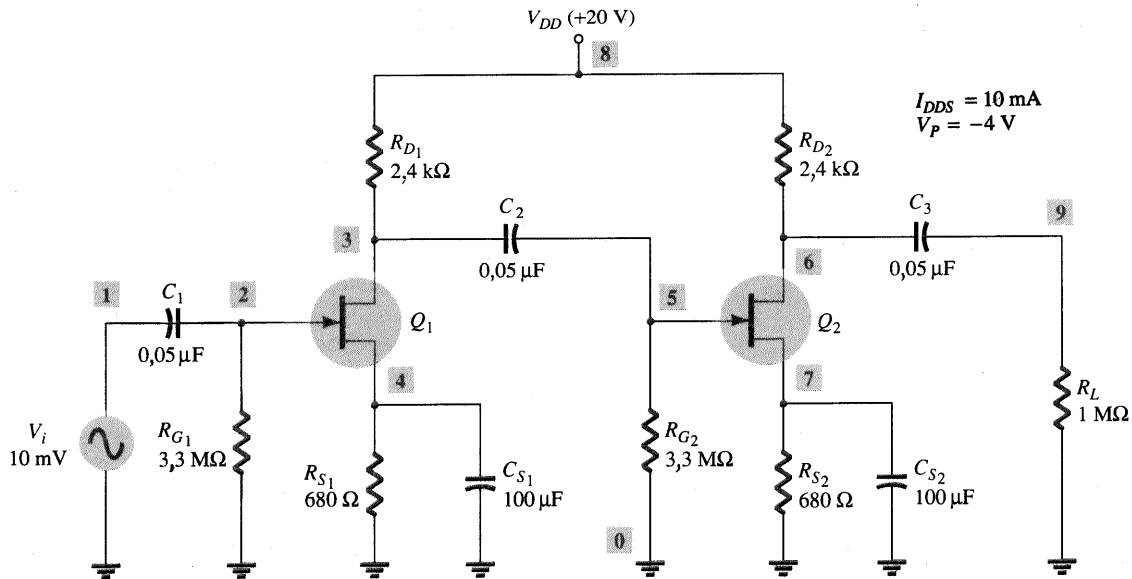 V_DD (+20 V)
8
I_DDS = 10 mA
V_P = −4 V
R_D1
2,4 kΩ
R_D2
2,4 kΩ
C_2
0,05 µF
C_3
0,05 µF
3
6
9
1
C_1
0,05 µF
2
Q_1
5
Q_2
4
7
V_i
10 mV
R_G1
3,3 MΩ
R_S1
680 Ω
C_S1
100 µF
R_G2
3,3 MΩ
R_S2
680 Ω
C_S2
100 µF
R_L
1 MΩ
0